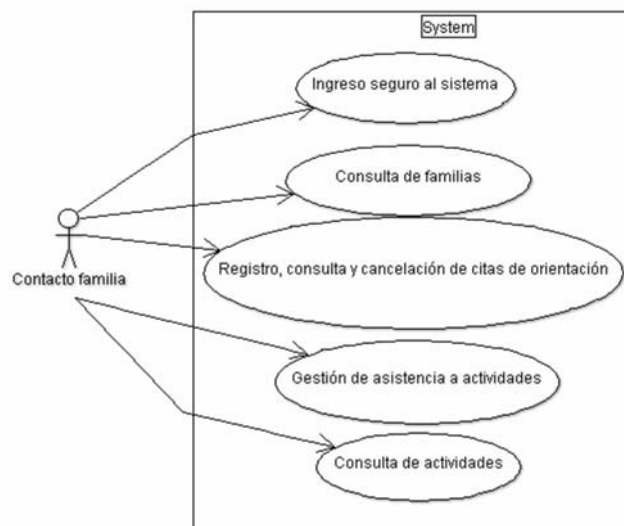 System
Ingreso seguro al sistema
Consulta de familias
Registro, consulta y cancelación de citas de orientación
Contacto familia
Gestión de asistencia a actividades
Consulta de actividades